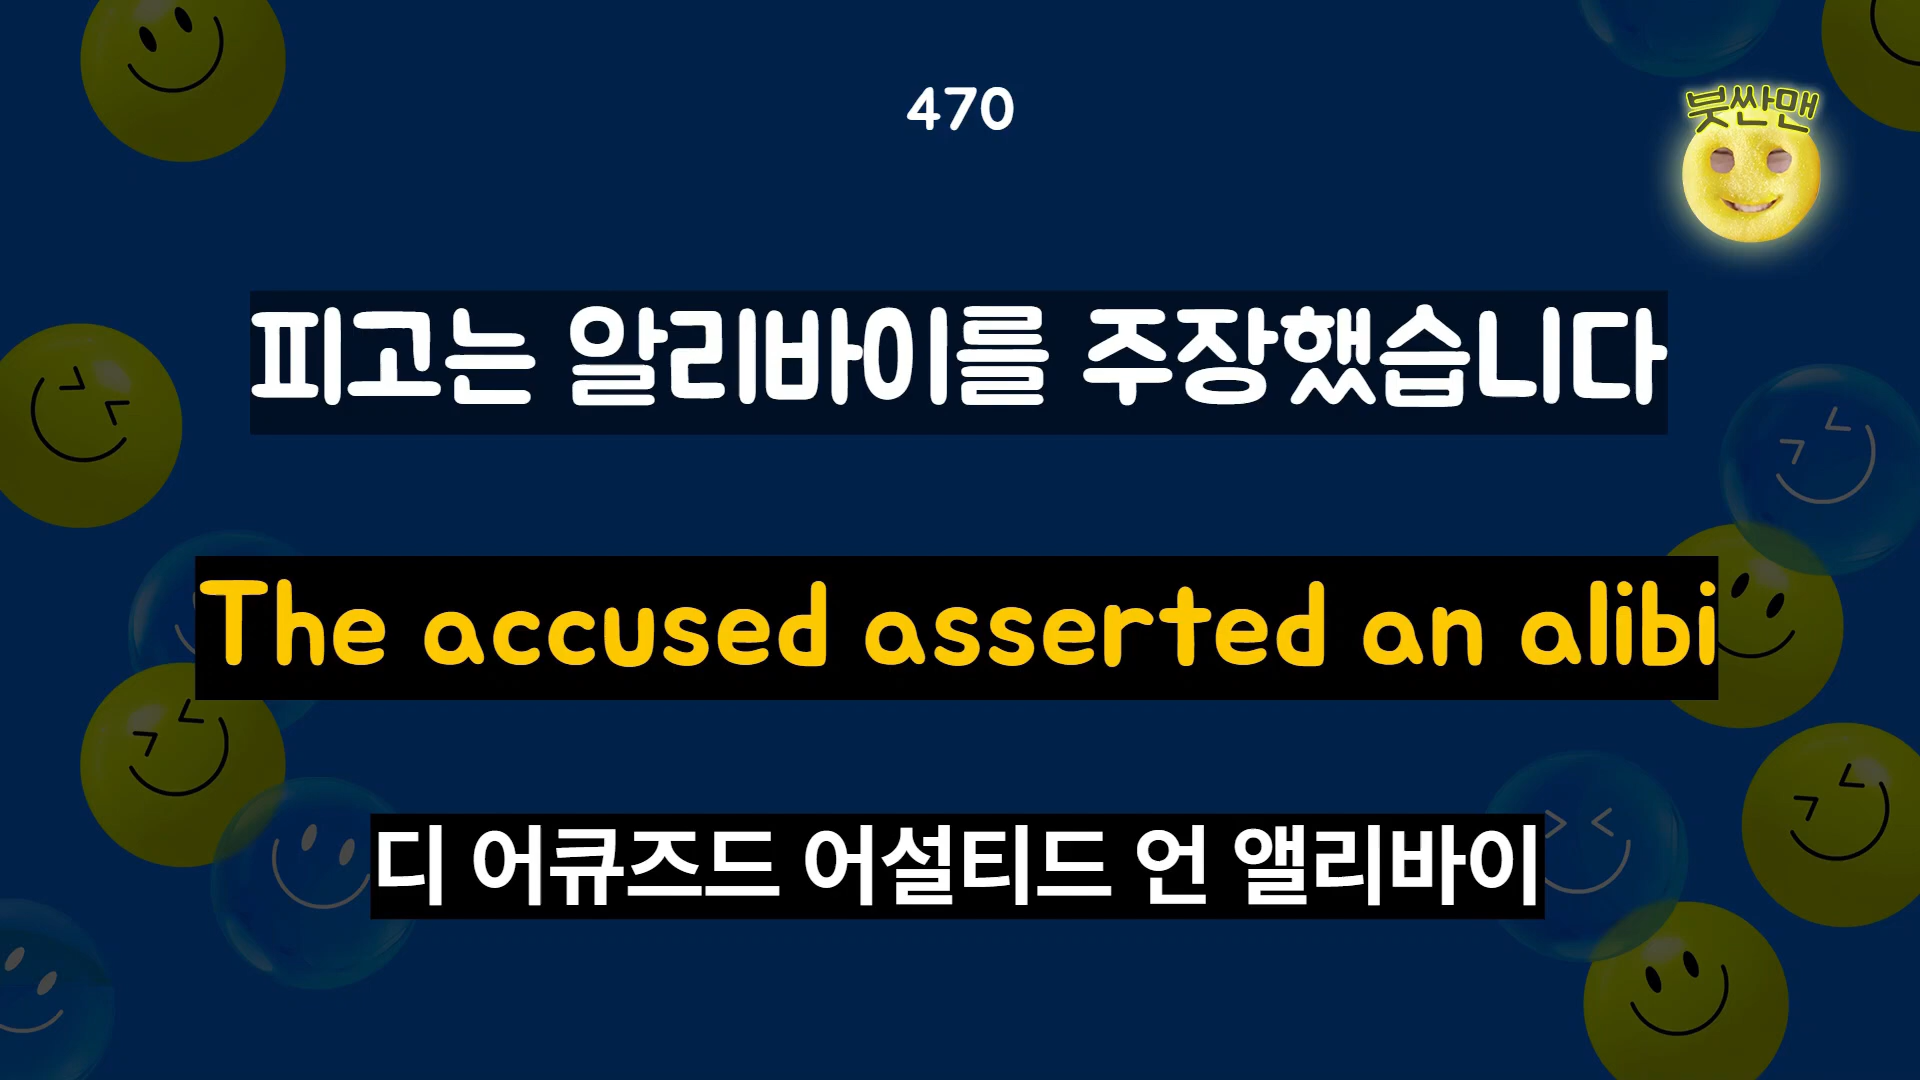 470
붓싼맨
피고는 알리바이를 주장했습니다
The accused asserted an alibi
디 어큐즈드 어설티드 언 앨리바이